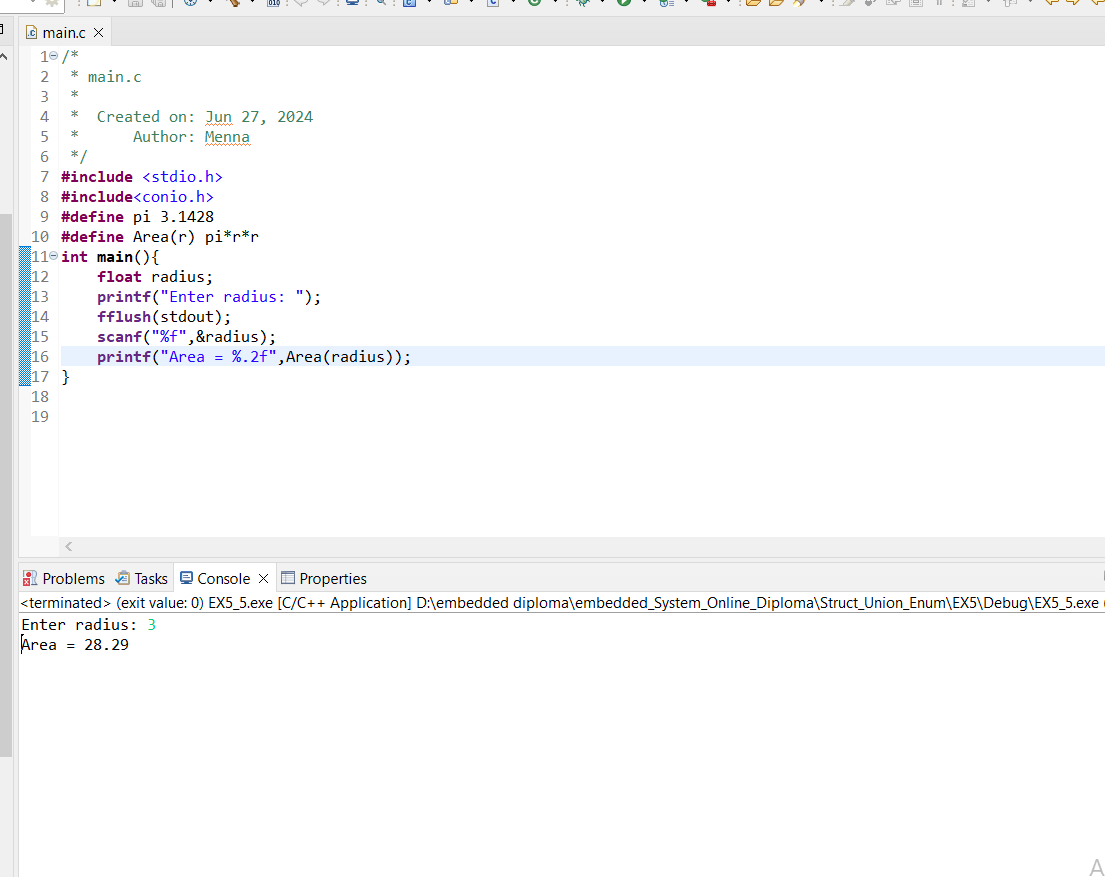 main.c
1 /*
2  * main.c
3  *
4  *  Created on: Jun 27, 2024
5  *      Author: Menna
6  */
7 #include <stdio.h>
8 #include<conio.h>
9 #define pi 3.1428
10 #define Area(r) pi*r*r
11 int main(){
12     float radius;
13     printf("Enter radius: ");
14     fflush(stdout);
15     scanf("%f",&radius);
16     printf("Area = %.2f",Area(radius));
17 }
18
19
Problems Tasks Console Properties
<terminated> (exit value: 0) EX5_5.exe [C/C++ Application] D:\embedded diploma\embedded_System_Online_Diploma\Struct_Union_Enum\EX5\Debug\EX5_5.exe
Enter radius: 3
Area = 28.29